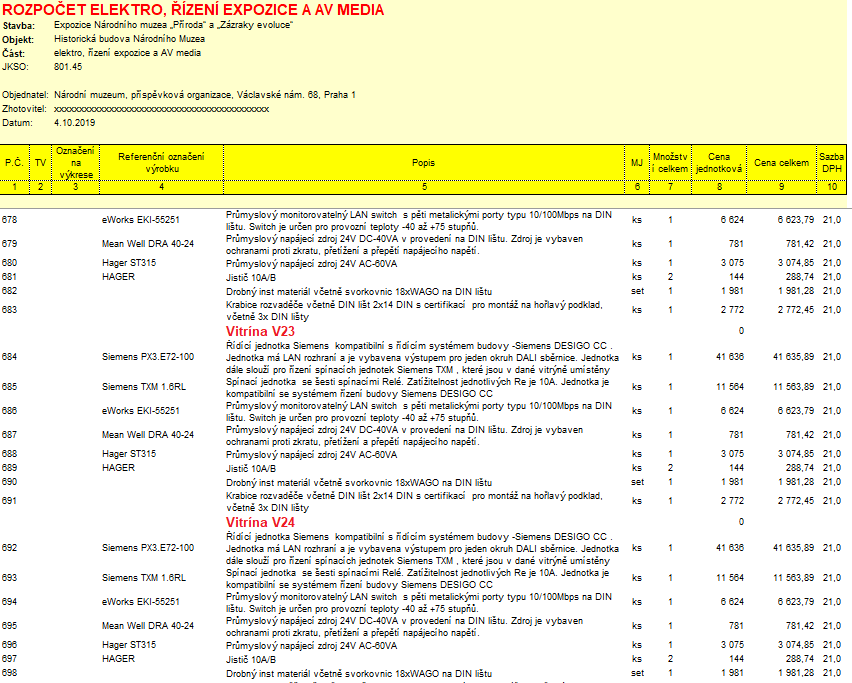 ROZPOČET ELEKTRO, ŘÍZENÍ EXPOZICE A AV MEDIA
Stavba: Expozice Národního muzea „Příroda“ a „Zázraky evoluce“
Objekt: Historická budova Národního Muzea
Část: elektro, řízení expozice a AV media
JKSO: 801.45
Objednatel: Národní muzeum, příspěvková organizace, Václavské nám. 68, Praha 1
Zhotovitel: xxxxxxxxxxxxxxxxxxxxxxxxxxxxxxxxxxxxxxxxxxx
Datum: 4.10.2019
P.Č. TV Označení na výkrese Referenční označení výrobku Popis MJ Množství celkem Cena jednotková Cena celkem Sazba DPH
1 2 3 4 5 6 7 8 9 10
678 eWorks EKI-55251 Průmyslový monitorovatelný LAN switch s pěti metalickými porty typu 10/100Mbps na DIN lištu. Switch je určen pro provozní teploty -40 až +75 stupňů. ks 1 6 624 6 623,79 21,0
679 Mean Well DRA 40-24 Průmyslový napájecí zdroj 24V DC-40VA v provedení na DIN lištu. Zdroj je vybaven ochranami proti zkratu, přetížení a přepětí napájecího napětí. ks 1 781 781,42 21,0
680 Hager ST315 Průmyslový napájecí zdroj 24V AC-60VA ks 1 3 075 3 074,85 21,0
681 HAGER Jistič 10A/B ks 2 144 288,74 21,0
682 Drobný inst materiál včetně svorkovnic 18xWAGO na DIN lištu set 1 1 981 1 981,28 21,0
683 Krabice rozvaděče včetně DIN lišt 2x14 DIN s certifikací pro montáž na hořlavý podklad, včetně 3x DIN lišty ks 1 2 772 2 772,45 21,0
Vitrína V23 0
684 Siemens PX3.E72-100 Řídící jednotka Siemens kompatibilní s řídícím systémem budovy -Siemens DESIGO CC . Jednotka má LAN rozhraní a je vybavena výstupem pro jeden okruh DALI sběrnice. Jednotka dále slouží pro řízení spínacích jednotek Siemens TXM , které jsou v dané vitrýně umístěny ks 1 41 636 41 635,89 21,0
685 Siemens TXM 1.6RL Spínací jednotka se šesti spínacími Relé. Zatížitelnost jednotlivých Re je 10A. Jednotka je kompatibilní se systémem řízení budovy Siemens DESIGO CC ks 1 11 564 11 563,89 21,0
686 eWorks EKI-55251 Průmyslový monitorovatelný LAN switch s pěti metalickými porty typu 10/100Mbps na DIN lištu. Switch je určen pro provozní teploty -40 až +75 stupňů. ks 1 6 624 6 623,79 21,0
687 Mean Well DRA 40-24 Průmyslový napájecí zdroj 24V DC-40VA v provedení na DIN lištu. Zdroj je vybaven ochranami proti zkratu, přetížení a přepětí napájecího napětí. ks 1 781 781,42 21,0
688 Hager ST315 Průmyslový napájecí zdroj 24V AC-60VA ks 1 3 075 3 074,85 21,0
689 HAGER Jistič 10A/B ks 2 144 288,74 21,0
690 Drobný inst materiál včetně svorkovnic 18xWAGO na DIN lištu set 1 1 981 1 981,28 21,0
691 Krabice rozvaděče včetně DIN lišt 2x14 DIN s certifikací pro montáž na hořlavý podklad, včetně 3x DIN lišty ks 1 2 772 2 772,45 21,0
Vitrína V24 0
692 Siemens PX3.E72-100 Řídící jednotka Siemens kompatibilní s řídícím systémem budovy -Siemens DESIGO CC . Jednotka má LAN rozhraní a je vybavena výstupem pro jeden okruh DALI sběrnice. Jednotka dále slouží pro řízení spínacích jednotek Siemens TXM , které jsou v dané vitrýně umístěny ks 1 41 636 41 635,89 21,0
693 Siemens TXM 1.6RL Spínací jednotka se šesti spínacími Relé. Zatížitelnost jednotlivých Re je 10A. Jednotka je kompatibilní se systémem řízení budovy Siemens DESIGO CC ks 1 11 564 11 563,89 21,0
694 eWorks EKI-55251 Průmyslový monitorovatelný LAN switch s pěti metalickými porty typu 10/100Mbps na DIN lištu. Switch je určen pro provozní teploty -40 až +75 stupňů. ks 1 6 624 6 623,79 21,0
695 Mean Well DRA 40-24 Průmyslový napájecí zdroj 24V DC-40VA v provedení na DIN lištu. Zdroj je vybaven ochranami proti zkratu, přetížení a přepětí napájecího napětí. ks 1 781 781,42 21,0
696 Hager ST315 Průmyslový napájecí zdroj 24V AC-60VA ks 1 3 075 3 074,85 21,0
697 HAGER Jistič 10A/B ks 2 144 288,74 21,0
698 Drobný inst materiál včetně svorkovnic 18xWAGO na DIN lištu set 1 1 981 1 981,28 21,0